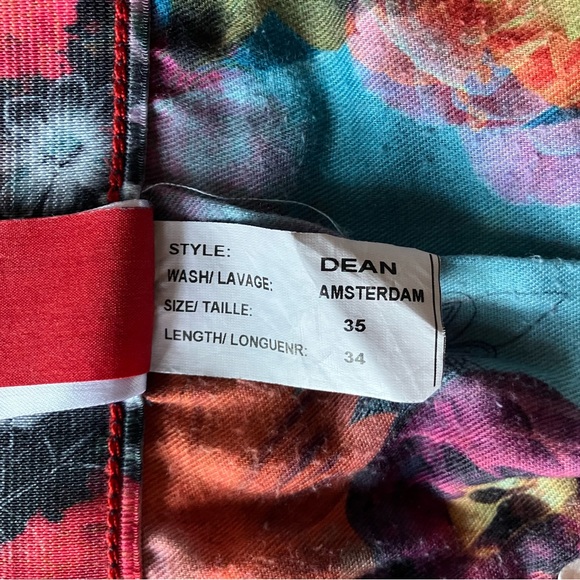 STYLE: DEAN
WASH/ LAVAGE: AMSTERDAM
SIZE/ TAILLE: 35
LENGTH/ LONGUENR: 34